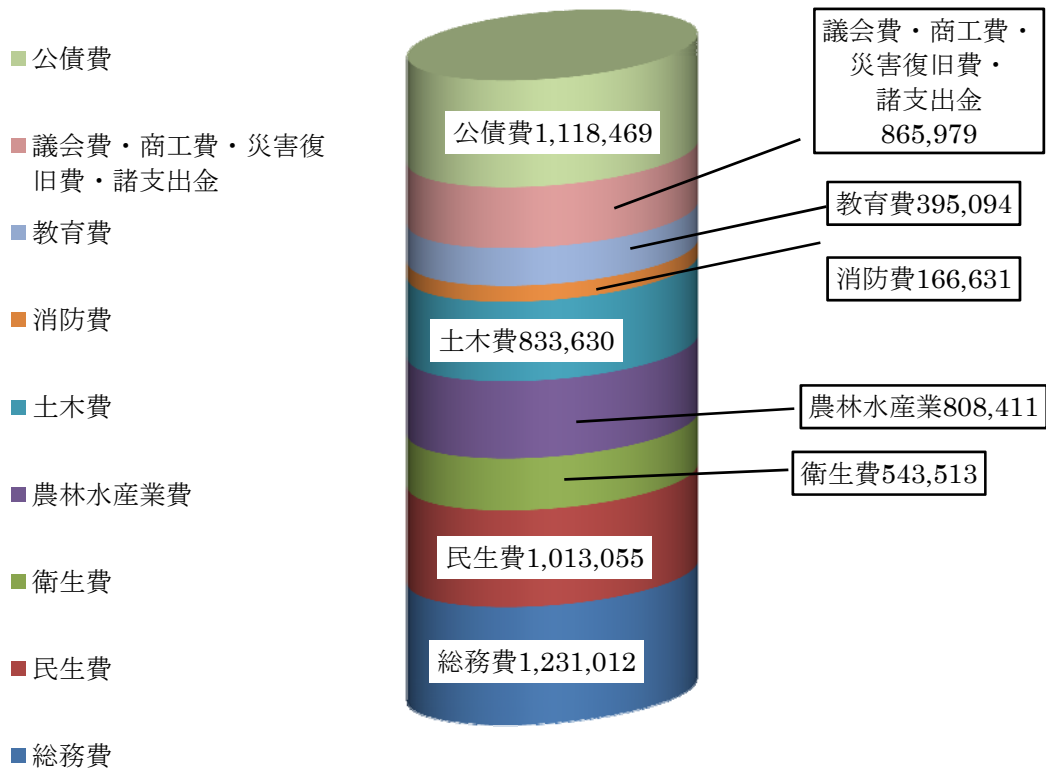 公債費
議会費・商工費・災害復
旧費・諸支出金
教育費
消防費
土木費
農林水産業費
衛生費
民生費
総務費
公債費1,118,469
議会費・商工費・
災害復旧費・
諸支出金
865,979
教育費395,094
消防費166,631
土木費833,630
農林水産業808,411
衛生費543,513
民生費1,013,055
総務費1,231,012